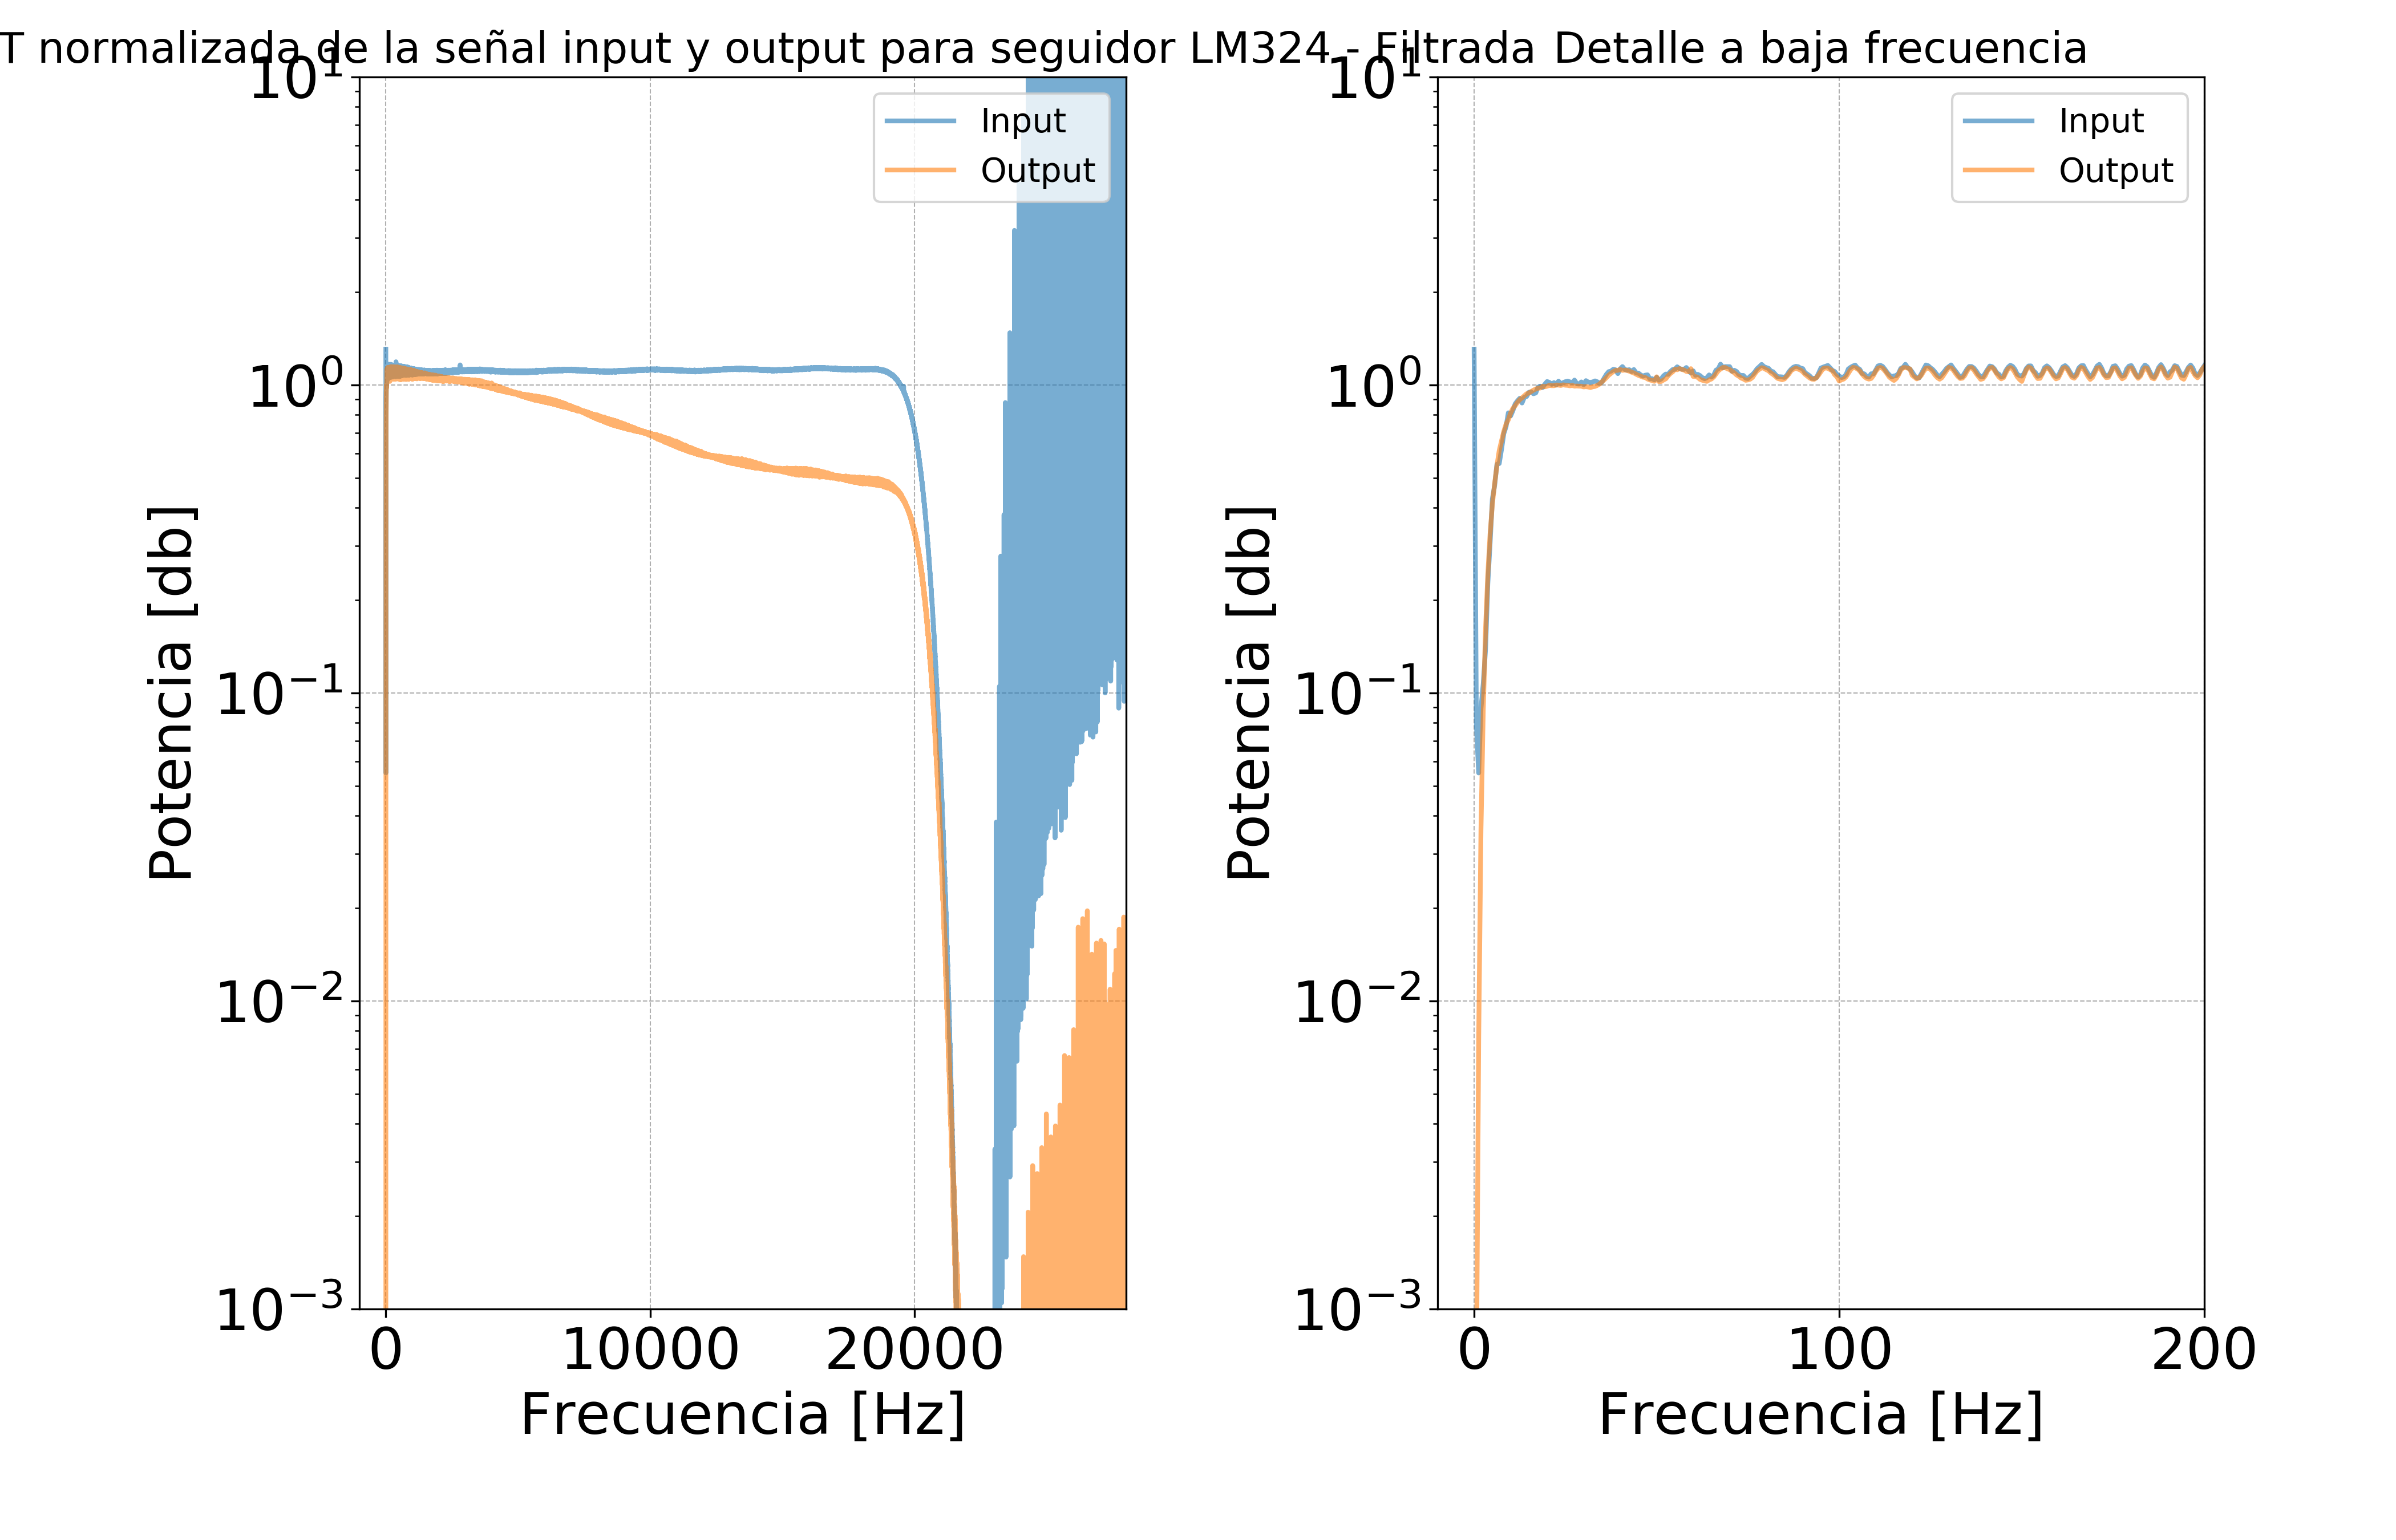 T normalizada de la señal input y output para seguidor LM324 - Filtrada
Detalle a baja frecuencia
Input
Output
Potencia [db]
10¹
10⁰
10⁻¹
10⁻²
10⁻³
0 10000 20000
Frecuencia [Hz]
Input
Output
Potencia [db]
10¹
10⁰
10⁻¹
10⁻²
10⁻³
0 100 200
Frecuencia [Hz]